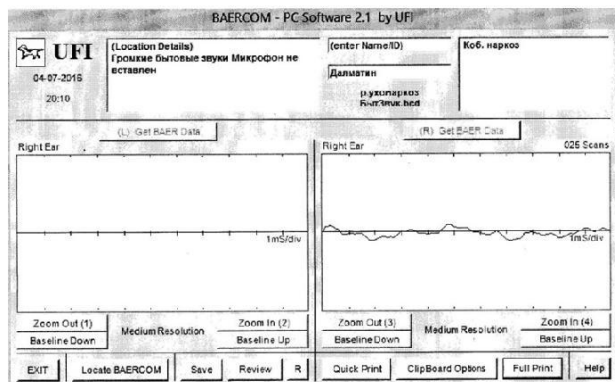 BAERCOM - PC Software 2.1 by UFI
UFI
04-07-2016
20:10
(Location Details)
Громкие бытовые звуки Микрофон не
вставлен
(enter Name/ID)
Далматин
р.ухонаркоз
БытЗвук.bcd
Коб. наркоз
(L) Get BAER Data
(R) Get BAER Data
Right Ear
Right Ear
025 Scans
1mS/div
1mS/div
Zoom Out (1)
Baseline Down
Medium Resolution
Zoom In (2)
Baseline Up
Zoom Out (3)
Baseline Down
Medium Resolution
Zoom In (4)
Baseline Up
EXIT
Locate BAERCOM
Save
Review
R
Quick Print
ClipBoard Options
Full Print
Help